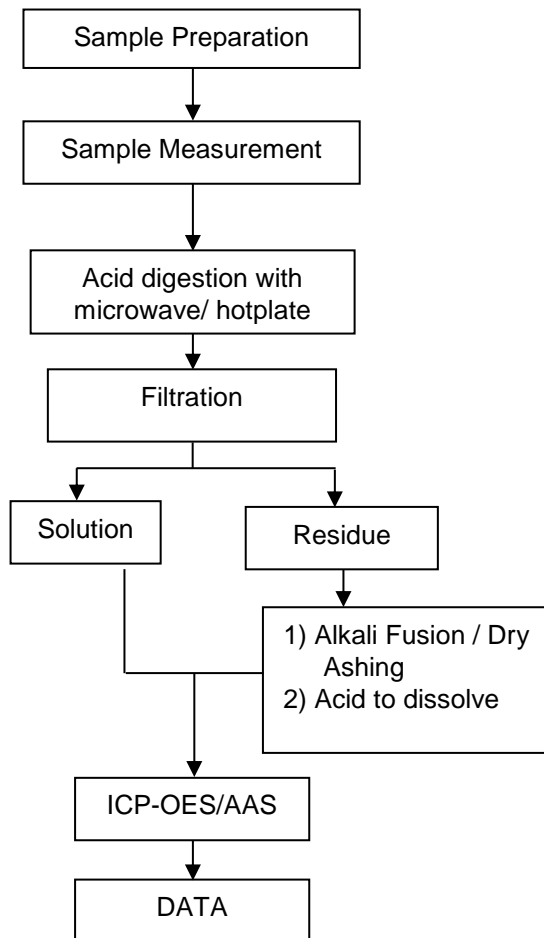 Sample Preparation
Sample Measurement
Acid digestion with
microwave/ hotplate
Filtration
Solution
Residue
1) Alkali Fusion / Dry
Ashing
2) Acid to dissolve
ICP-OES/AAS
DATA